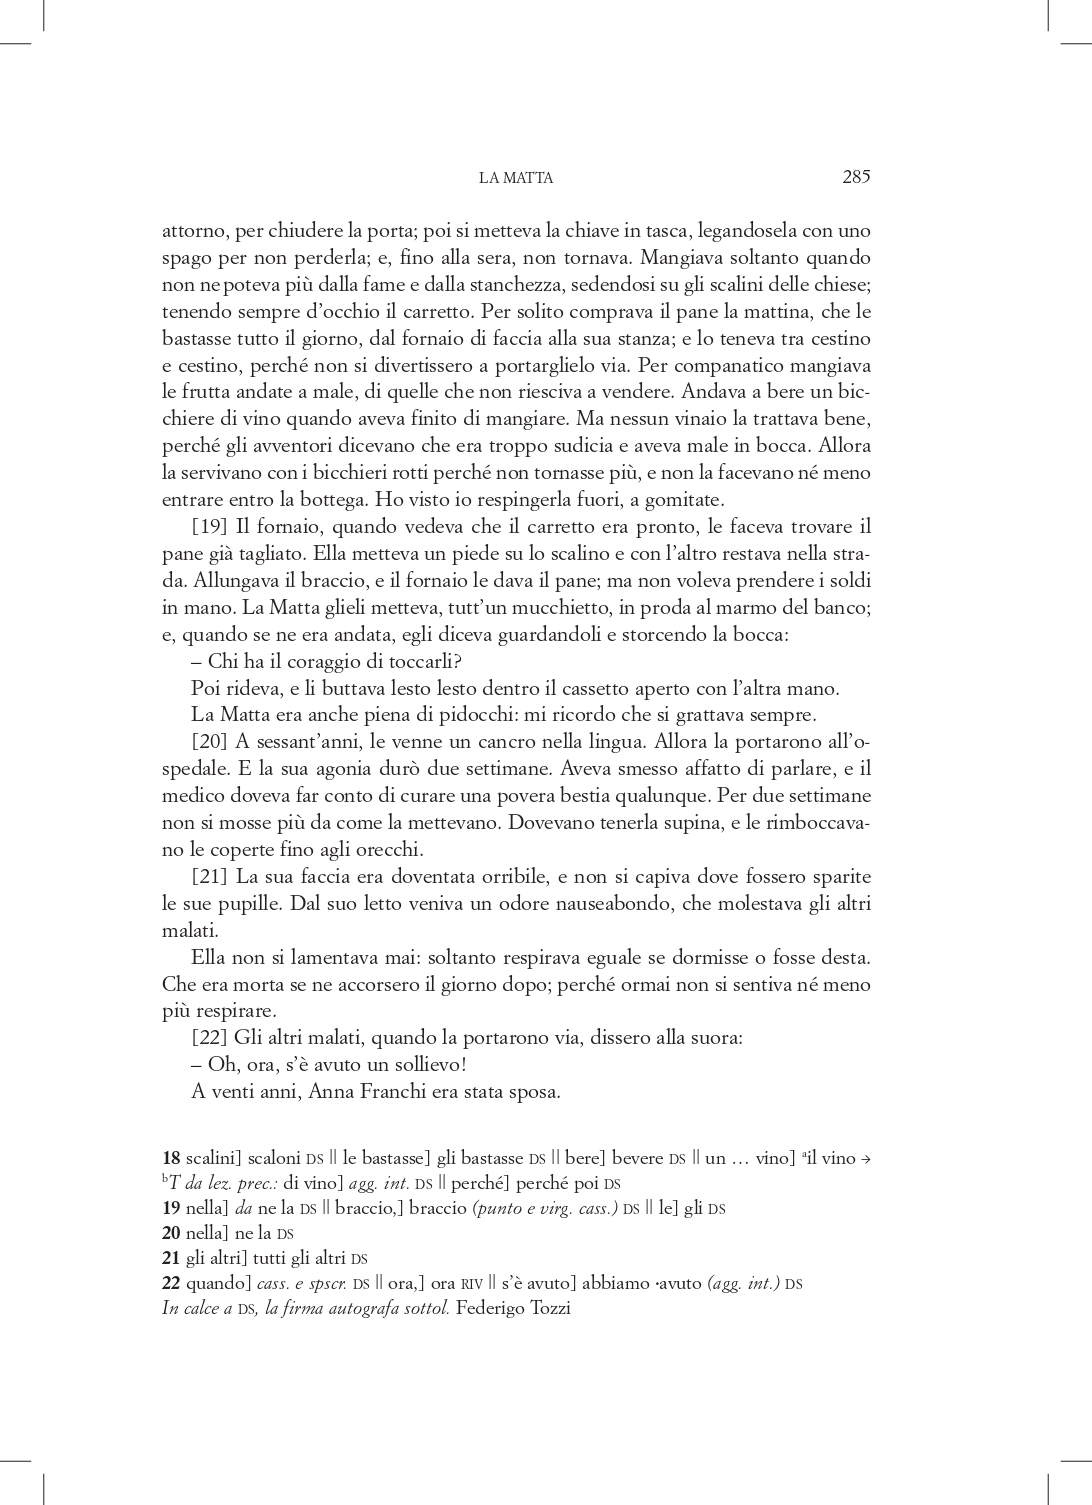 LA MATTA 285
attorno, per chiudere la porta; poi si metteva la chiave in tasca, legandosela con uno
spago per non perderla; e, fino alla sera, non tornava. Mangiava soltanto quando
non ne poteva più dalla fame e dalla stanchezza, sedendosi su gli scalini delle chiese;
tenendo sempre d’occhio il carretto. Per solito comprava il pane la mattina, che le
bastasse tutto il giorno, dal fornaio di faccia alla sua stanza; e lo teneva tra cestino
e cestino, perché non si divertissero a portarglielo via. Per companatico mangiava
le frutta andate a male, di quelle che non riesciva a vendere. Andava a bere un bic-
chiere di vino quando aveva finito di mangiare. Ma nessun vinaio la trattava bene,
perché gli avventori dicevano che era troppo sudicia e aveva male in bocca. Allora
la servivano con i bicchieri rotti perché non tornasse più, e non la facevano né meno
entrare entro la bottega. Ho visto io respingerla fuori, a gomitate.
[19] Il fornaio, quando vedeva che il carretto era pronto, le faceva trovare il
pane già tagliato. Ella metteva un piede su lo scalino e con l’altro restava nella stra-
da. Allungava il braccio, e il fornaio le dava il pane; ma non voleva prendere i soldi
in mano. La Matta glieli metteva, tutt’un mucchietto, in proda al marmo del banco;
e, quando se ne era andata, egli diceva guardandoli e storcendo la bocca:
– Chi ha il coraggio di toccarli?
Poi rideva, e li buttava lesto lesto dentro il cassetto aperto con l’altra mano.
La Matta era anche piena di pidocchi: mi ricordo che si grattava sempre.
[20] A sessant’anni, le venne un cancro nella lingua. Allora la portarono all’o-
spedale. E la sua agonia durò due settimane. Aveva smesso affatto di parlare, e il
medico doveva far conto di curare una povera bestia qualunque. Per due settimane
non si mosse più da come la mettevano. Dovevano tenerla supina, e le rimboccava-
no le coperte fino agli orecchi.
[21] La sua faccia era doventata orribile, e non si capiva dove fossero sparite
le sue pupille. Dal suo letto veniva un odore nauseabondo, che molestava gli altri
malati.
Ella non si lamentava mai: soltanto respirava eguale se dormisse o fosse desta.
Che era morta se ne accorsero il giorno dopo; perché ormai non si sentiva né meno
più respirare.
[22] Gli altri malati, quando la portarono via, dissero alla suora:
– Oh, ora, s’è avuto un sollievo!
A venti anni, Anna Franchi era stata sposa.
18 scalini] scaloni DS || le bastasse] gli bastasse DS || bere] bevere DS || un … vino] ᵃil vino →
ᵇT da lez. prec.: di vino] agg. int. DS || perché] perché poi DS
19 nella] da ne la DS || braccio,] braccio (punto e virg. cass.) DS || le] gli DS
20 nella] ne la DS
21 gli altri] tutti gli altri DS
22 quando] cass. e spscr. DS || ora,] ora RIV || s’è avuto] abbiamo ·avuto (agg. int.) DS
In calce a DS, la firma autografa sottol. Federigo Tozzi